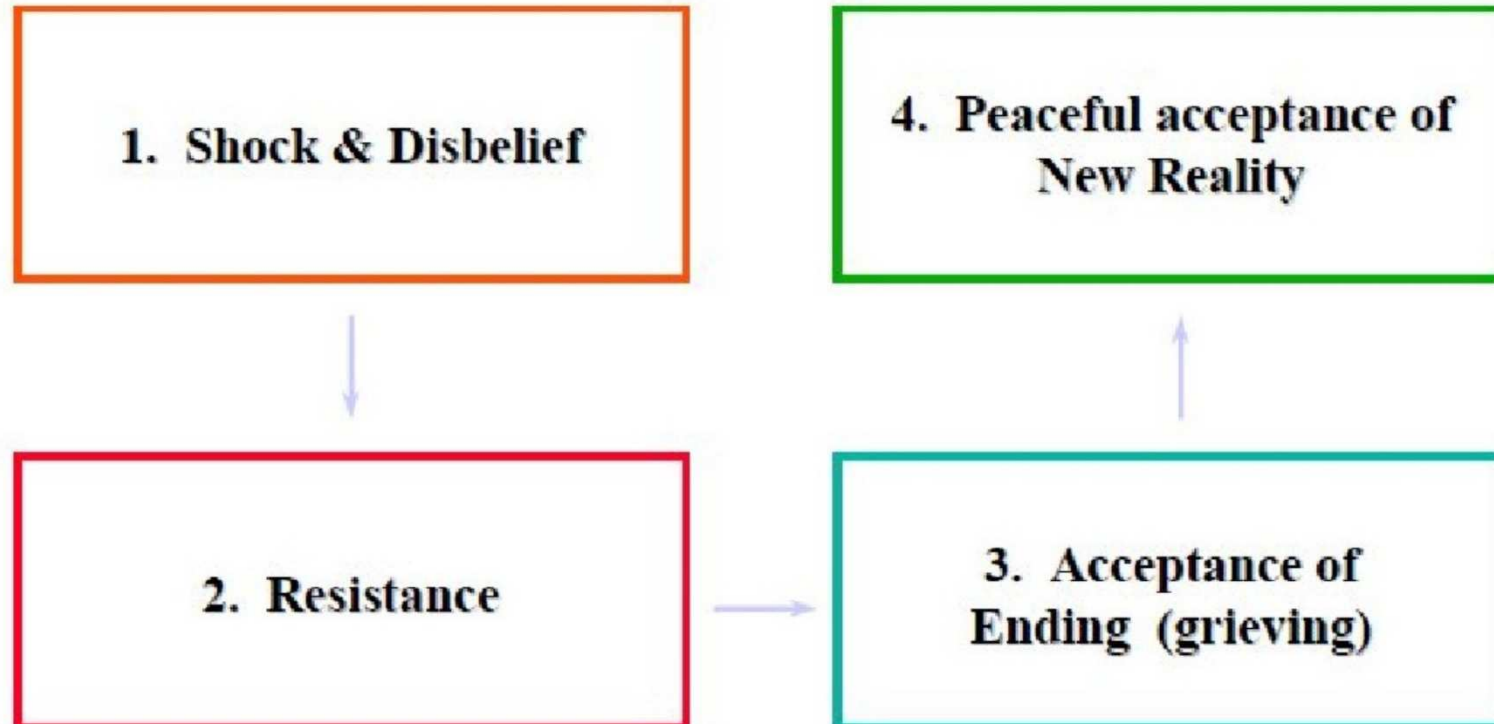 1. Shock & Disbelief
2. Resistance
3. Acceptance of
Ending (grieving)
4. Peaceful acceptance of
New Reality